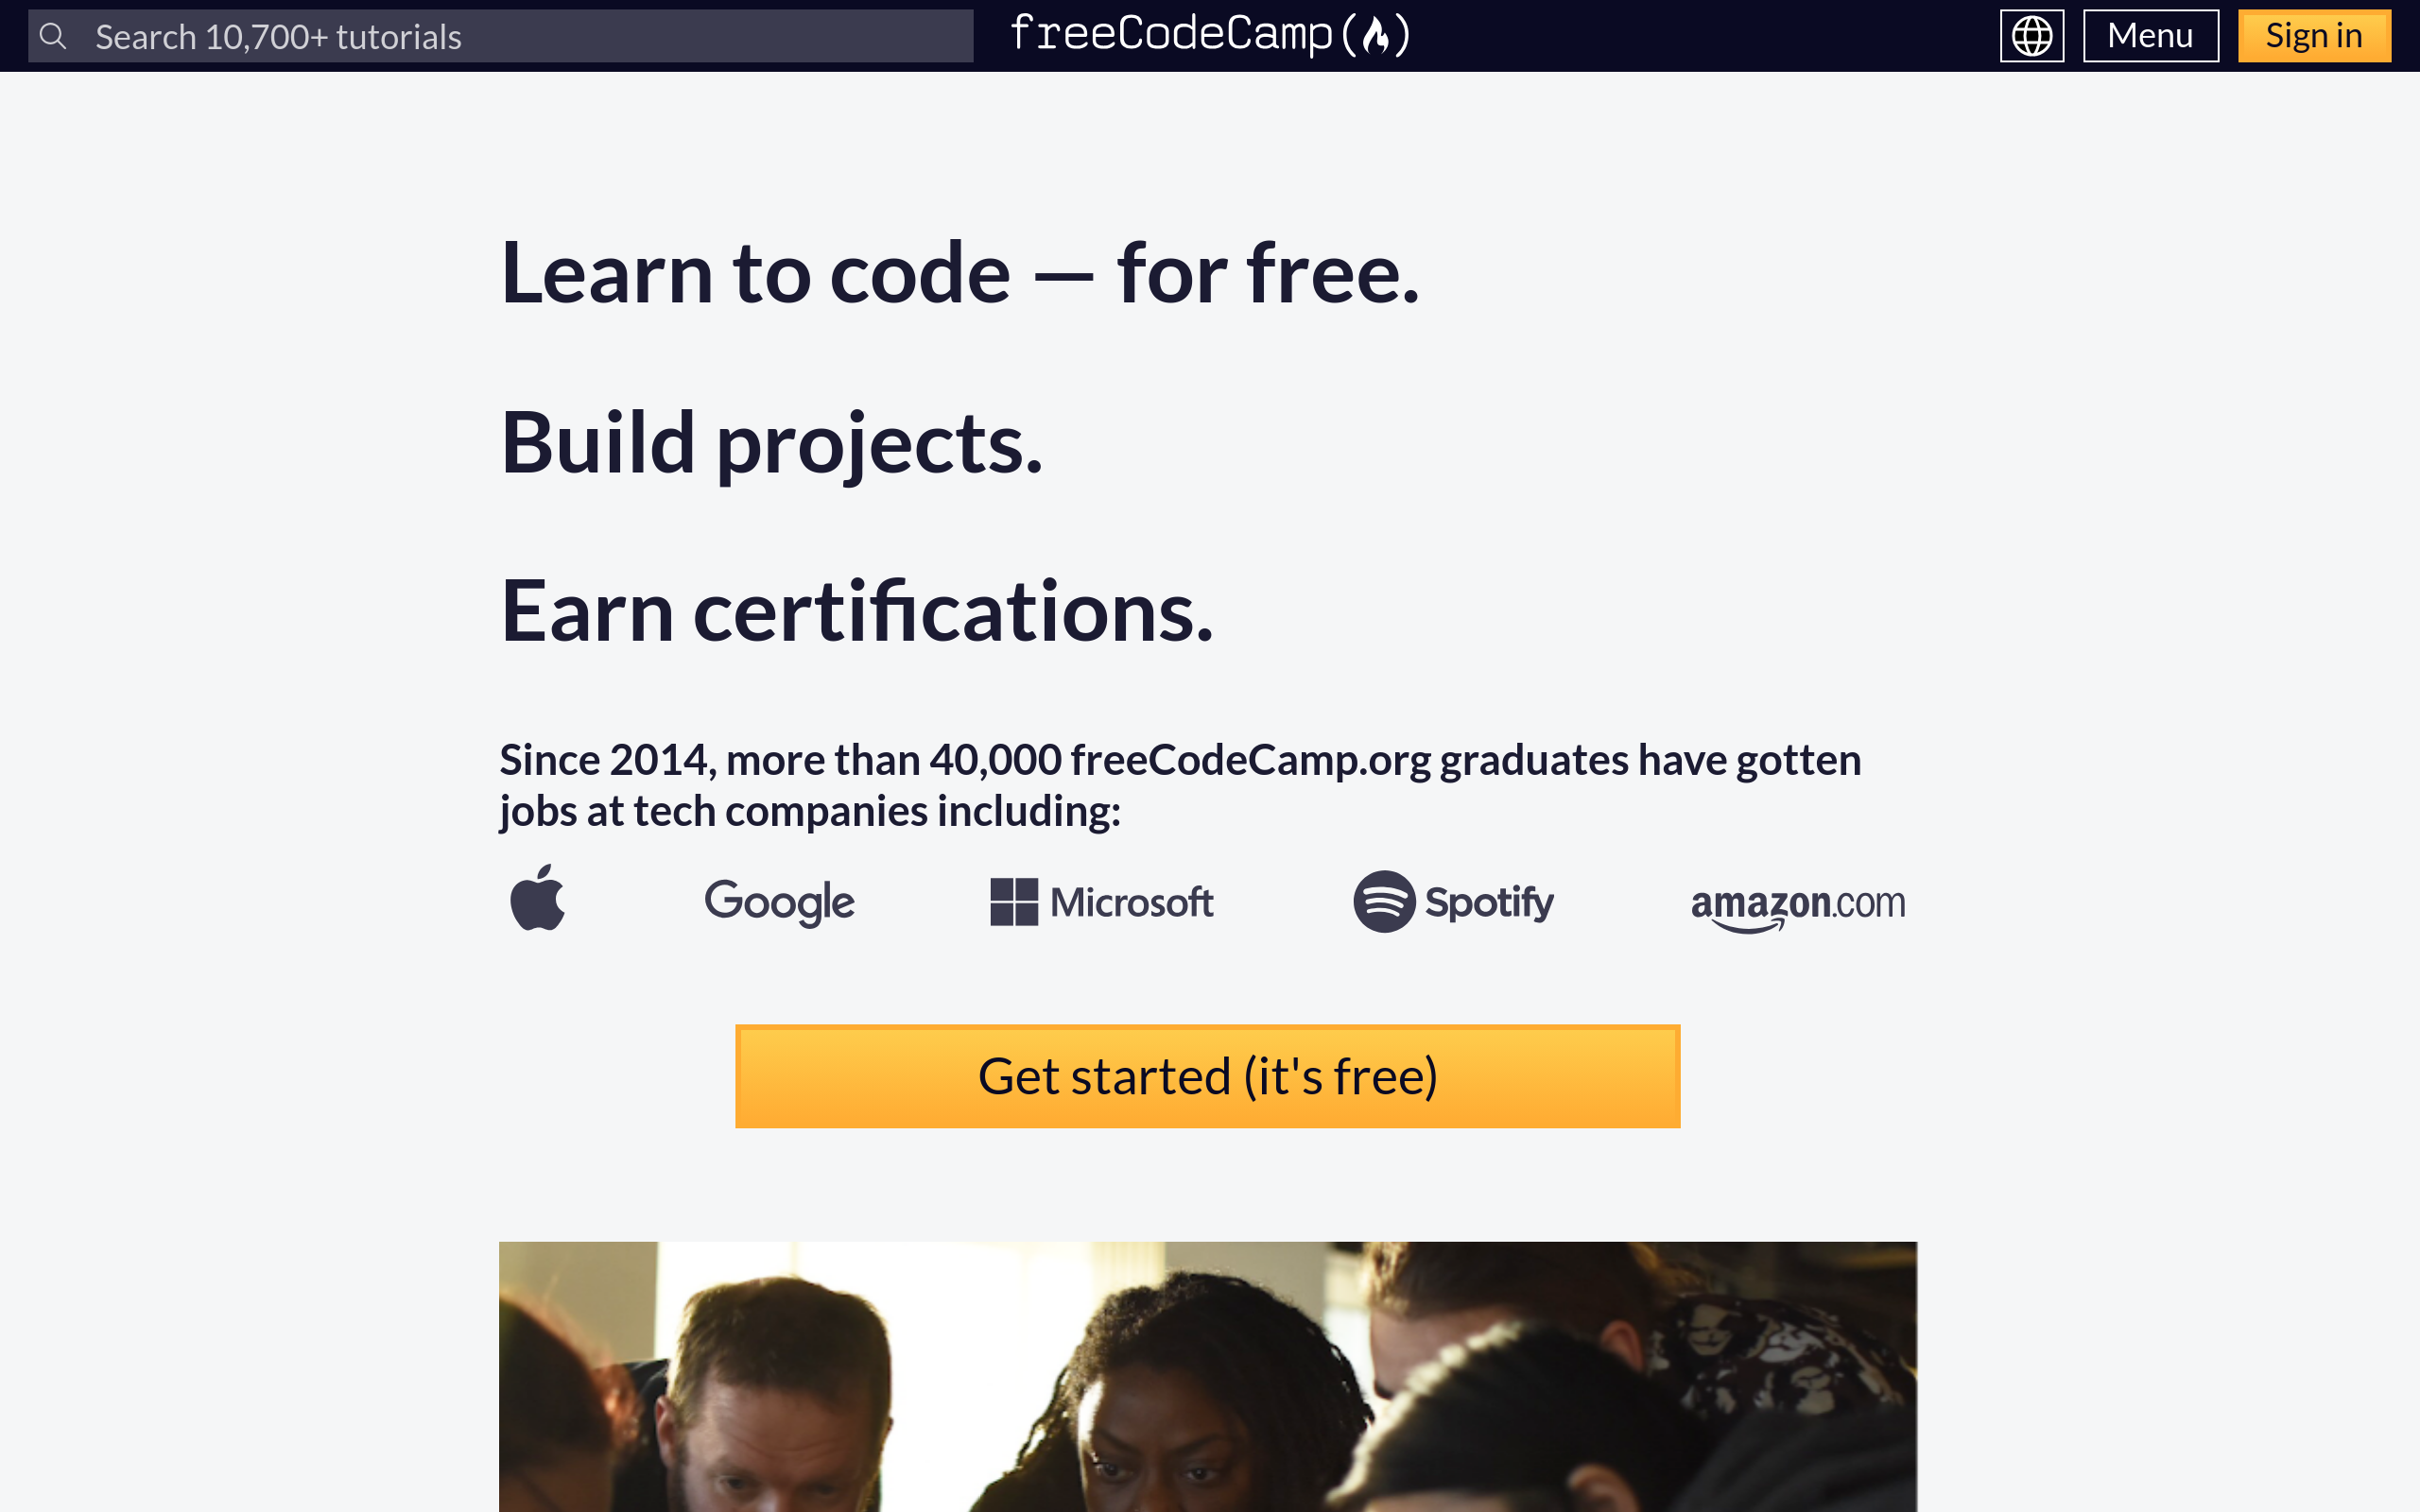 Search 10,700+ tutorials
freeCodeCamp(
)
Menu
Sign in
Learn to code — for free.
Build projects.
Earn certifications.
Since 2014, more than 40,000 freeCodeCamp.org graduates have gotten
jobs at tech companies including:
Google
Microsoft
Spotify
amazon.com
Get started (it's free)